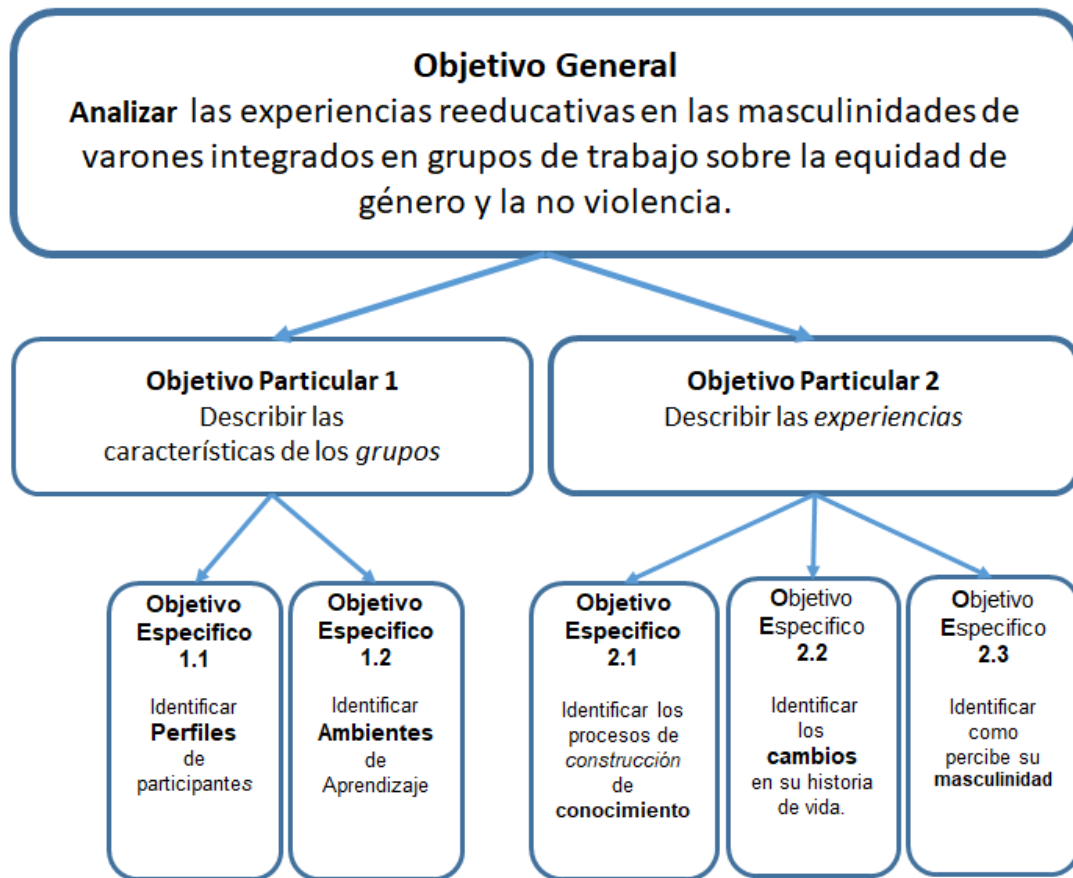 Objetivo General
Analizar las experiencias reeducativas en las masculinidades de
varones integrados en grupos de trabajo sobre la equidad de
género y la no violencia.
Objetivo Particular 1
Describir las
características de los grupos
Objetivo Particular 2
Describir las experiencias
Objetivo
Especifico
1.1
Identificar
Perfiles
de
participantes
Objetivo
Especifico
1.2
Identificar
Ambientes
de
Aprendizaje
Objetivo
Especifico
2.1
Identificar los
procesos de
construcción
de
conocimiento
Objetivo
Específico
2.2
Identificar
los
cambios
en su historia
de vida.
Objetivo
Específico
2.3
Identificar
como
percibe su
masculinidad